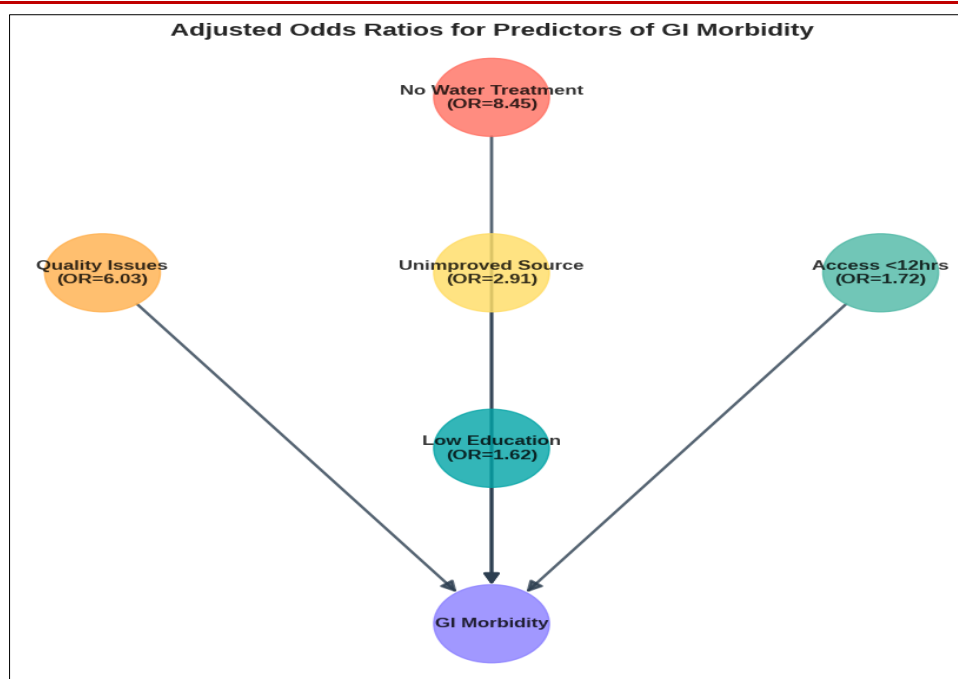 Adjusted Odds Ratios for Predictors of GI Morbidity
No Water Treatment
(OR=8.45)
Quality Issues
(OR=6.03)
Unimproved Source
(OR=2.91)
Access <12hrs
(OR=1.72)
Low Education
(OR=1.62)
GI Morbidity